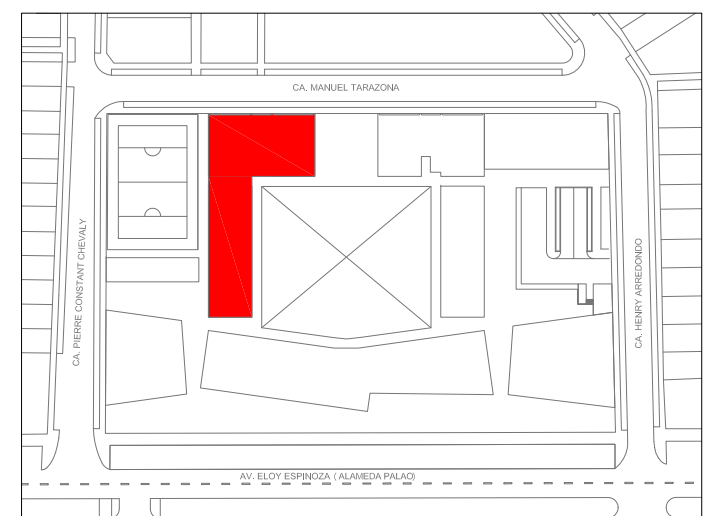 CA. MANUEL TARAZONA
CA. PIERRE CONSTANT CHEVALY
CA. HENRY ARREDONDO
AV. ELOY ESPINOZA ( ALAMEDA PALAO)